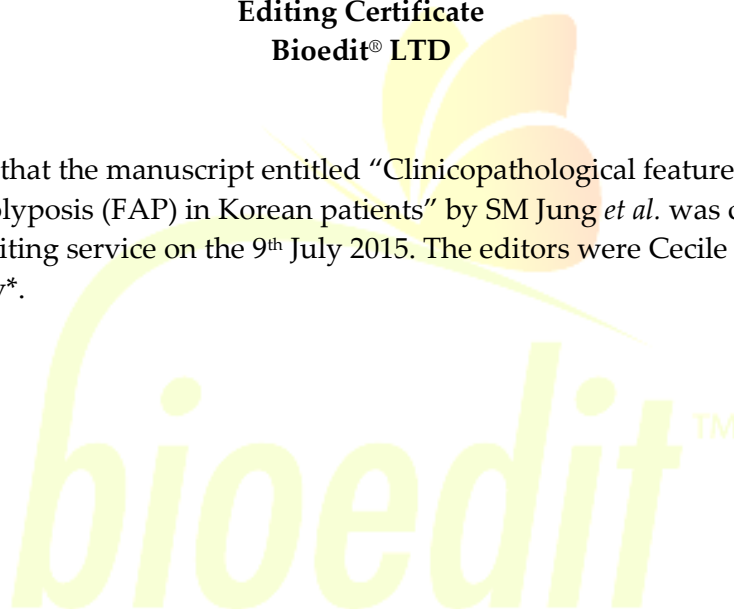 Editing Certificate
Bioedit® LTD
that the manuscript entitled “Clinicopathological feature
lyposis (FAP) in Korean patients” by SM Jung et al. was
iting service on the 9th July 2015. The editors were Cecile
bioedit™